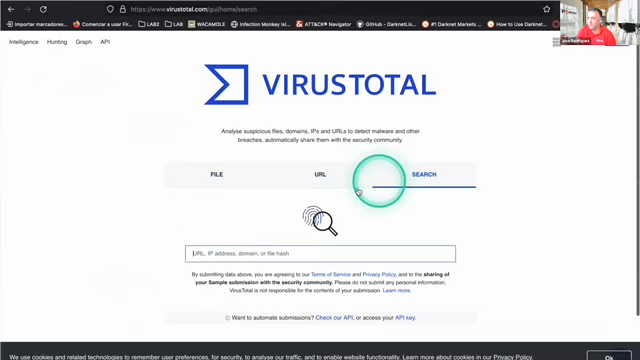 https://www.virustotal.com/gui/home/search
Importar marcadores... Comenzar a usar Fir... LAB2 LAB WACAMOLE Infection Monkey Isl... ATT&CK® Navigator GitHub - DarknetLis... #1 Darknet Markets ... How to Use Darknet...
Intelligence Hunting Graph API
VIRUSTOTAL
Analyse suspicious files, domains, IPs and URLs to detect malware and other
breaches, automatically share them with the security community.
FILE URL SEARCH
URL, IP address, domain, or file hash
By submitting data above, you are agreeing to our Terms of Service and Privacy Policy, and to the sharing of
your Sample submission with the security community. Please do not submit any personal information;
VirusTotal is not responsible for the contents of your submission. Learn more.
Want to automate submissions? Check our API, or access your API key.
We use cookies and related technologies to remember user preferences, for security, to analyse our traffic, and to enable website functionality. Learn more about cookies in our Privacy Policy.
Ok